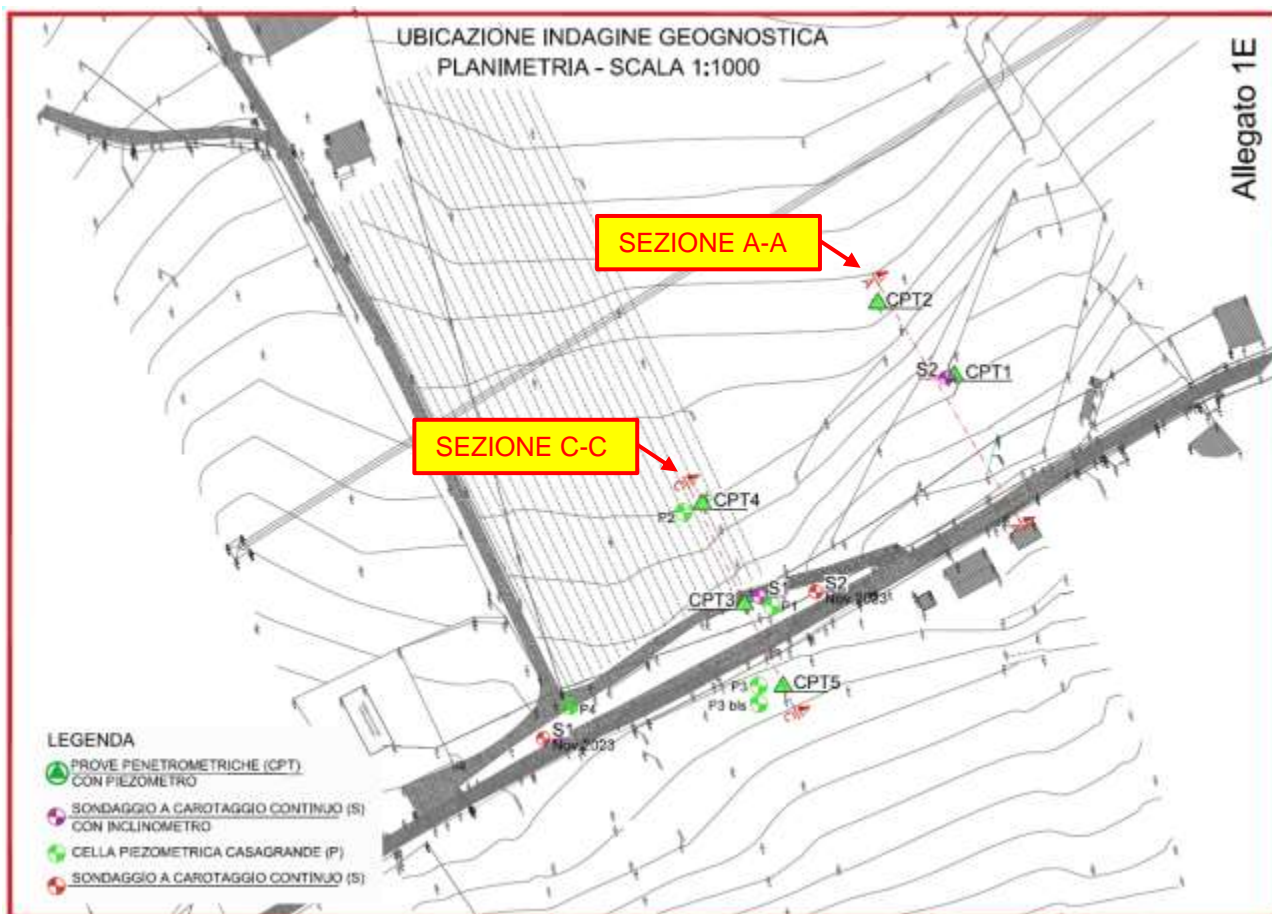 UBICAZIONE INDAGINE GEOGNOSTICA
PLANIMETRIA - SCALA 1:1000
Allegato 1E
SEZIONE A-A
CPT2
S2
CPT1
SEZIONE C-C
CPT4
P2
S1
S2
Nov.2023
CPT3
P1
P3
CPT5
P3 bis
P4
S1
Nov.2023
LEGENDA
PROVE PENETROMETRICHE (CPT)
CON PIEZOMETRO
SONDAGGIO A CAROTAGGIO CONTINUO (S)
CON INCLINOMETRO
CELLA PIEZOMETRICA CASAGRANDE (P)
SONDAGGIO A CAROTAGGIO CONTINUO (S)